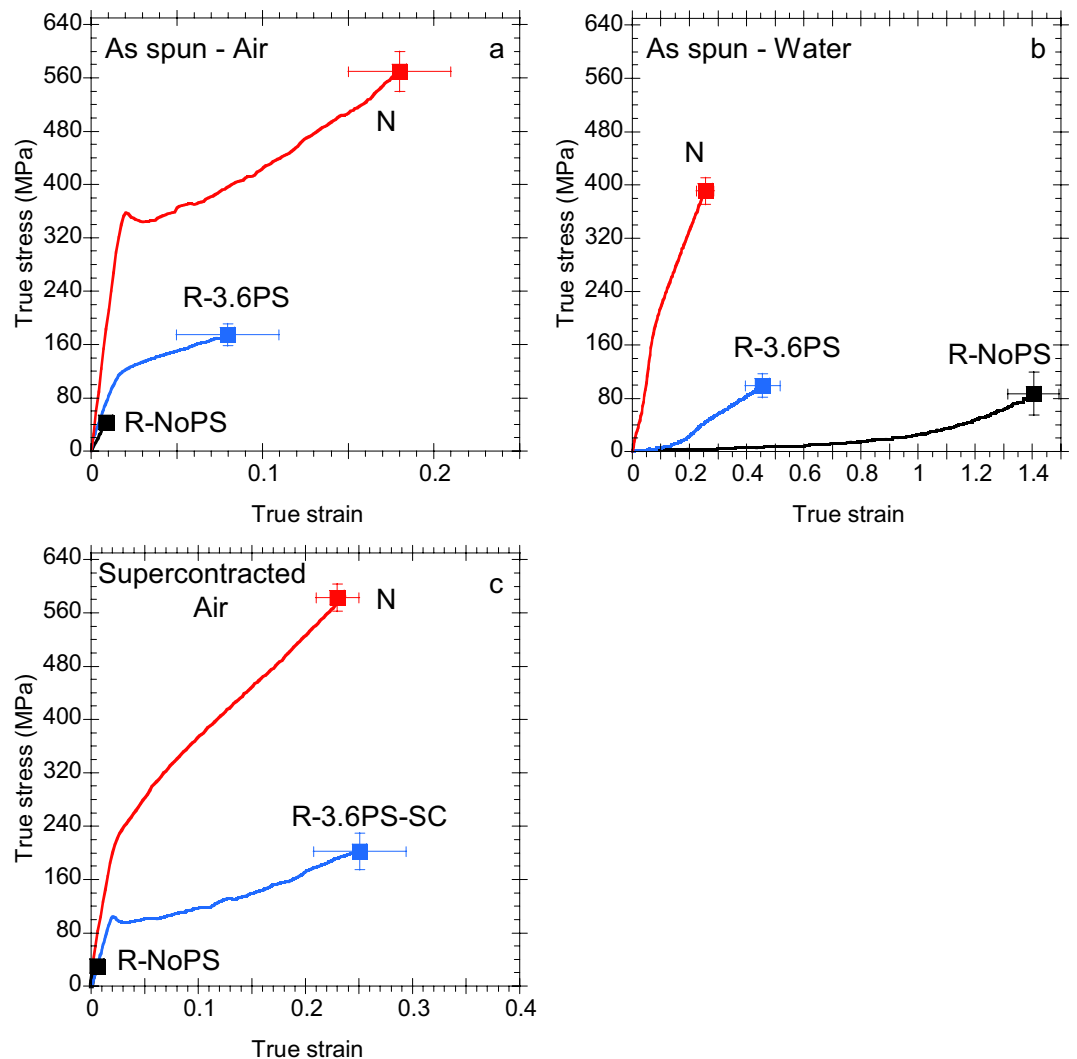 As spun - Air
a
True stress (MPa)
640
560
480
400
320
240
160
80
0
N
R-3.6PS
R-NoPS
0
0.1
0.2
True strain
As spun - Water
b
True stress (MPa)
640
560
480
400
320
240
160
80
0
N
R-3.6PS
R-NoPS
0
0.2
0.4
0.6
0.8
1
1.2
1.4
True strain
Supercontracted
Air
c
True stress (MPa)
640
560
480
400
320
240
160
80
0
N
R-3.6PS-SC
R-NoPS
0
0.1
0.2
0.3
0.4
True strain